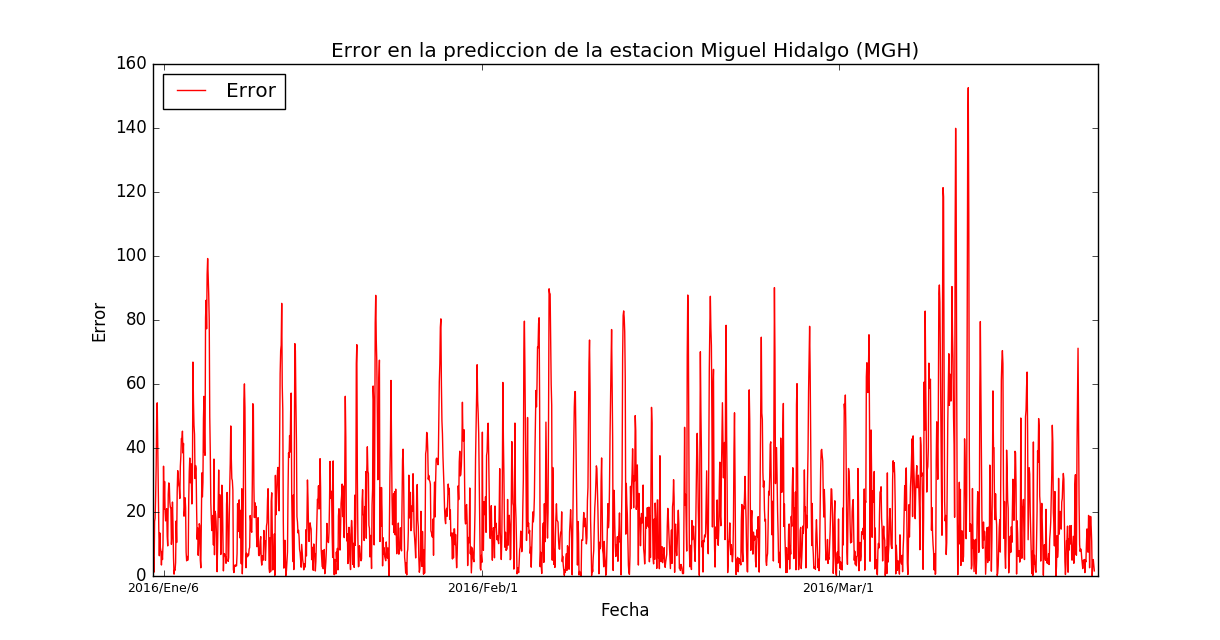 Error en la prediccion de la estacion Miguel Hidalgo (MGH)
160
140
120
100
80
60
40
20
0
Error
Error
2016/Ene/6
2016/Feb/1
2016/Mar/1
Fecha